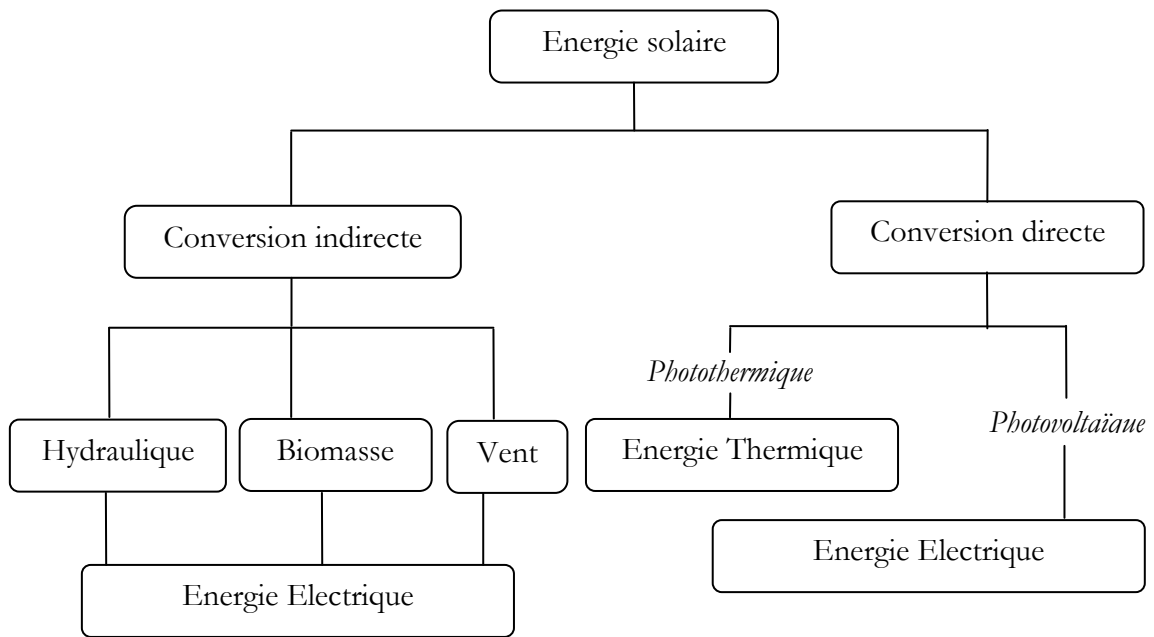 Energie solaire
Conversion indirecte
Conversion directe
Photothermique
Photovoltaïaue
Hydraulique
Biomasse
Vent
Energie Thermique
Energie Electrique
Energie Electrique